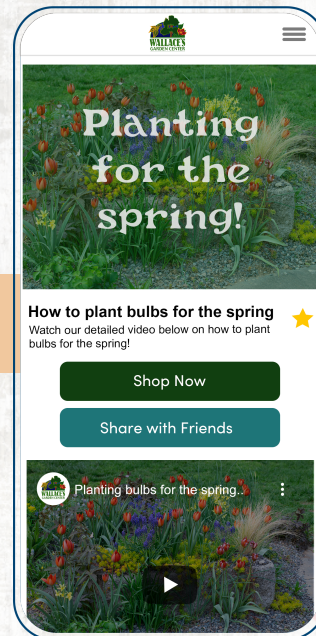 WALLACE'S
GARDEN CENTER
Planting
for the
spring!
How to plant bulbs for the spring
Watch our detailed video below on how to plant
bulbs for the spring!
Shop Now
Share with Friends
WALLACE'S
Planting bulbs for the spring..